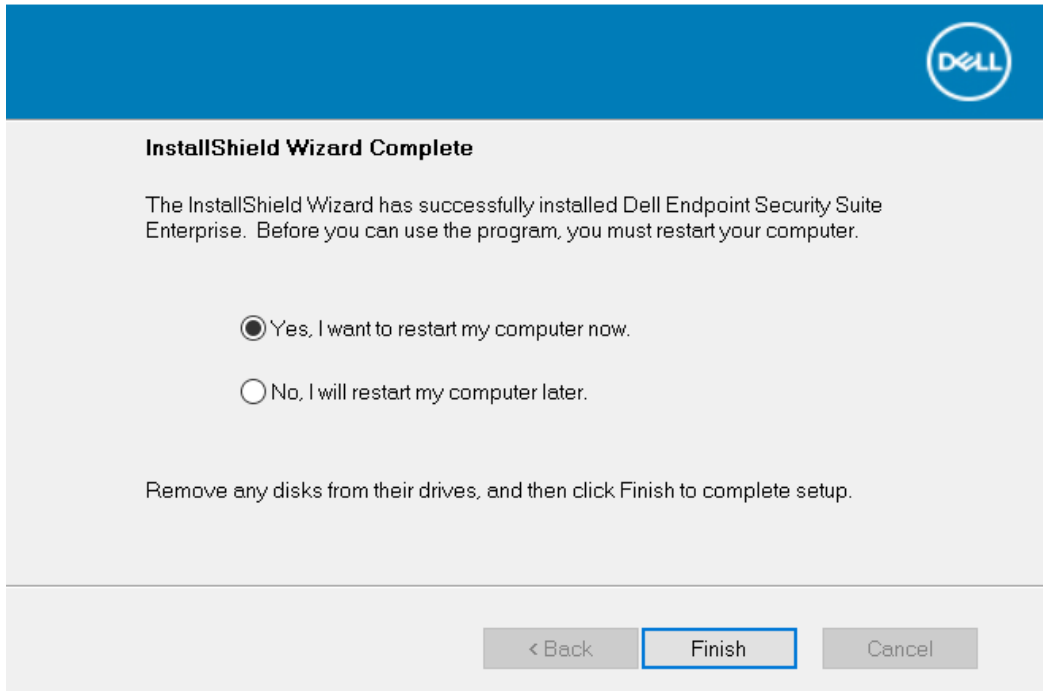 DELL
InstallShield Wizard Complete
The InstallShield Wizard has successfully installed Dell Endpoint Security Suite
Enterprise. Before you can use the program, you must restart your computer.
Yes, I want to restart my computer now.
No, I will restart my computer later.
Remove any disks from their drives, and then click Finish to complete setup.
< Back Finish Cancel